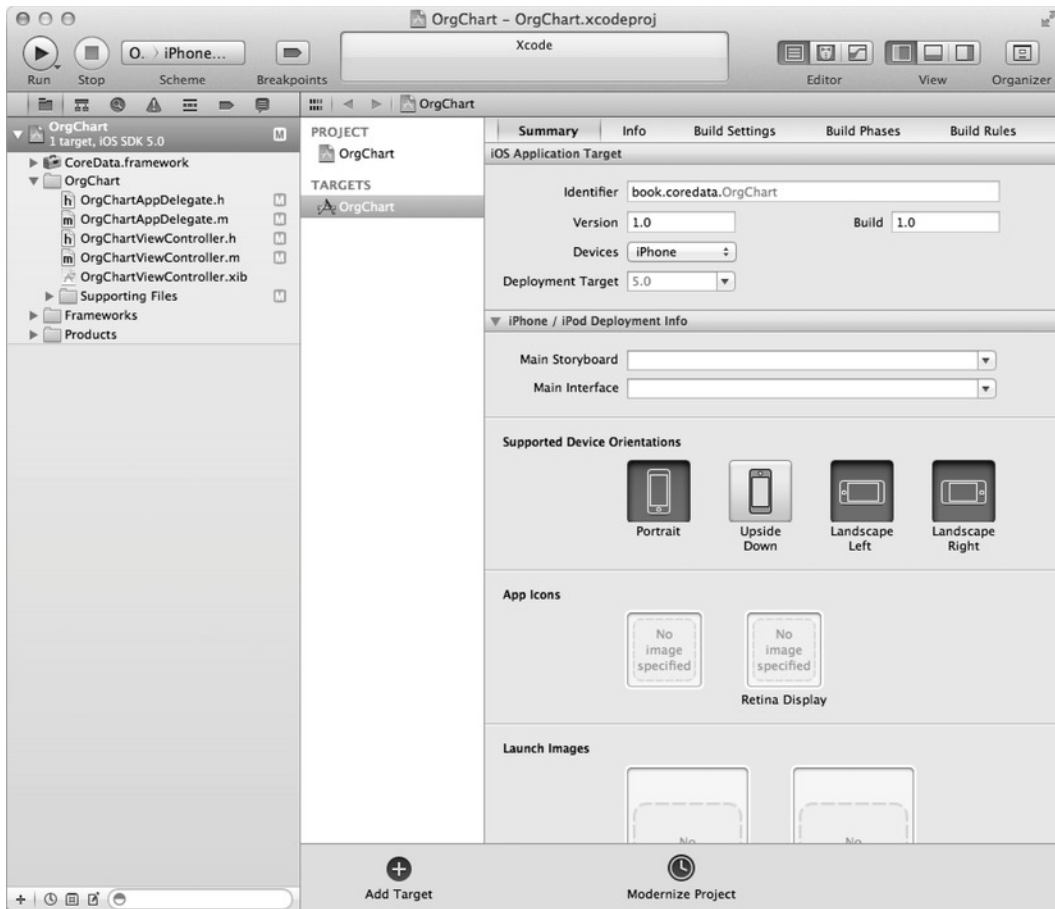 OrgChart – OrgChart.xcodeproj
O. iPhone...
Xcode
Run Stop Scheme Breakpoints Editor View Organizer
OrgChart
1 target, iOS SDK 5.0
M
CoreData.framework
OrgChart
h OrgChartAppDelegate.h M
m OrgChartAppDelegate.m M
h OrgChartViewController.h M
m OrgChartViewController.m M
OrgChartViewController.xib
Supporting Files M
Frameworks
Products
OrgChart
PROJECT
OrgChart
TARGETS
OrgChart
Summary Info Build Settings Build Phases Build Rules
iOS Application Target
Identifier book.coredata.OrgChart
Version 1.0 Build 1.0
Devices iPhone
Deployment Target 5.0
iPhone / iPod Deployment Info
Main Storyboard
Main Interface
Supported Device Orientations
Portrait Upside Landscape Landscape
Down Left Right
App Icons
No No
image image
specified specified
Retina Display
Launch Images
No No
Add Target Modernize Project